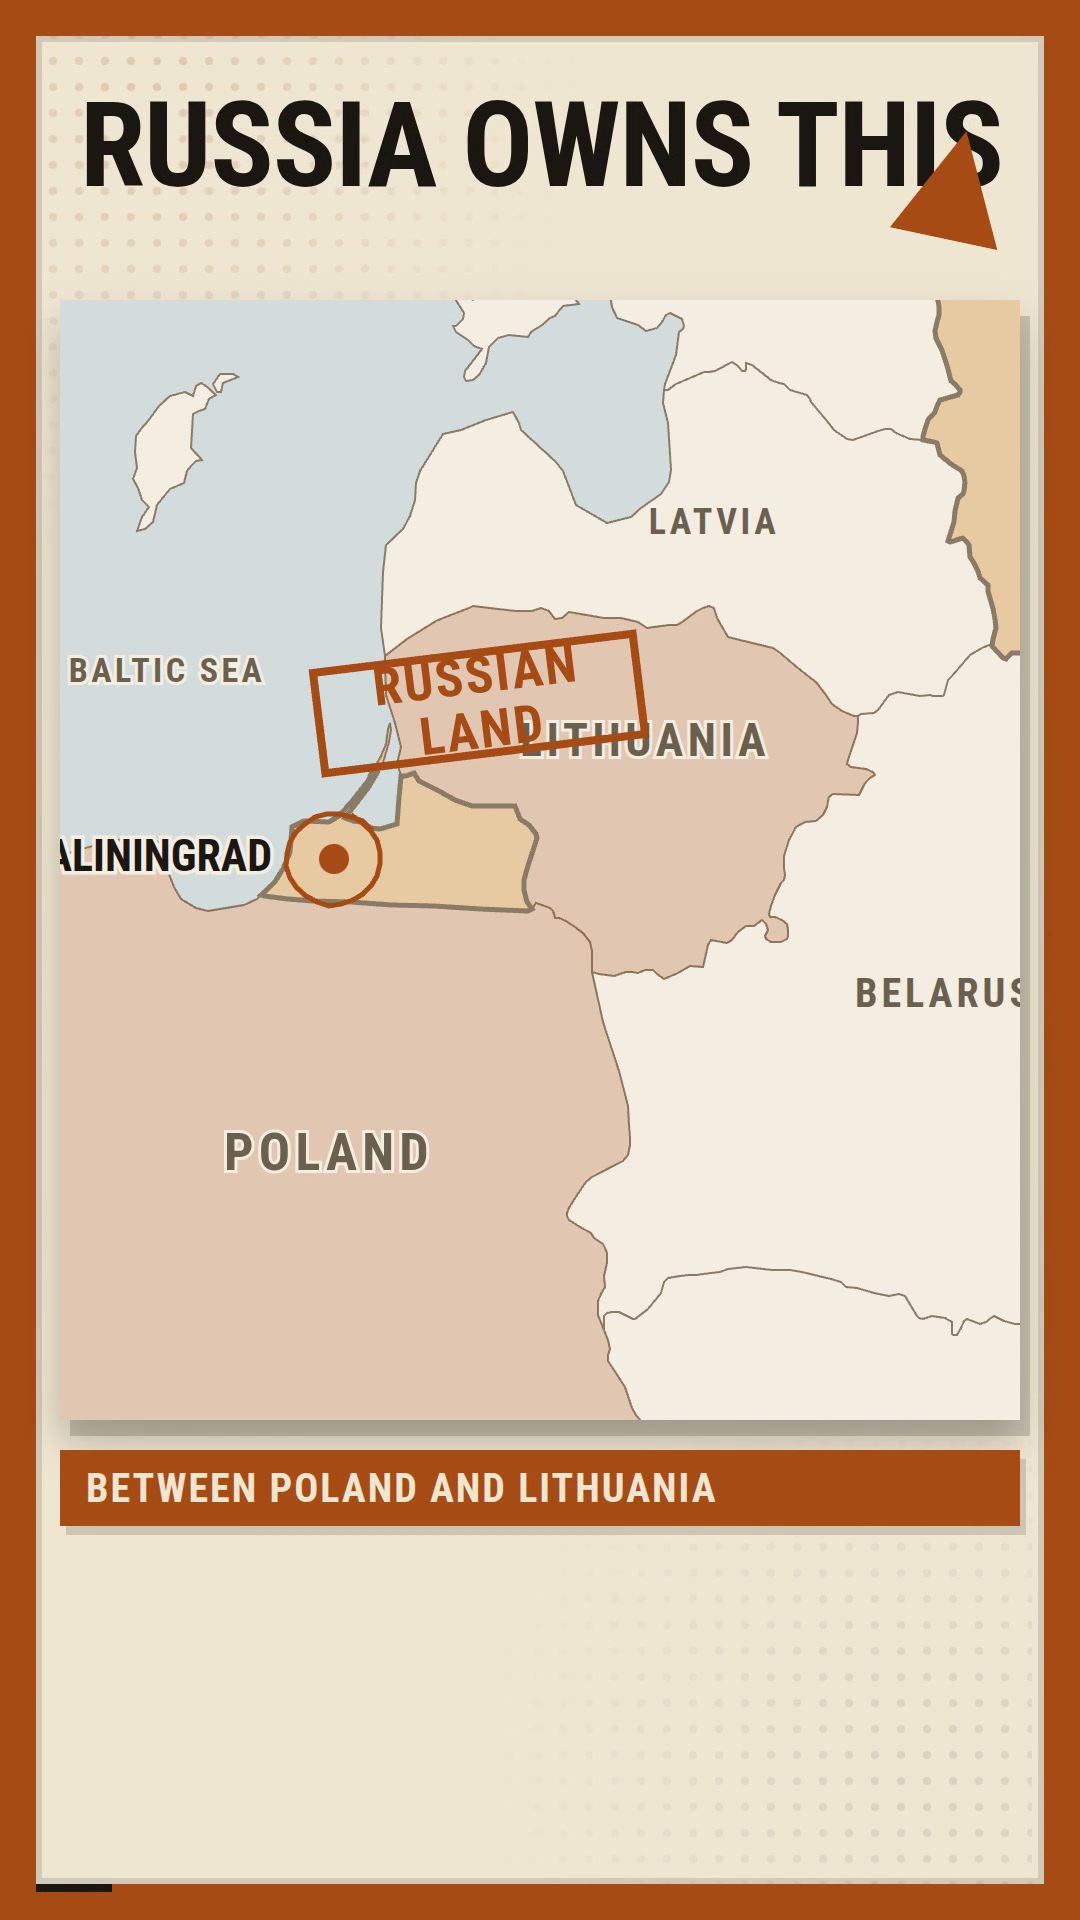 RUSSIA OWNS THIS
LATVIA
BALTIC SEA
RUSSIAN
LAND
LITHUANIA
ALININGRAD
BELARUS
POLAND
BETWEEN POLAND AND LITHUANIA